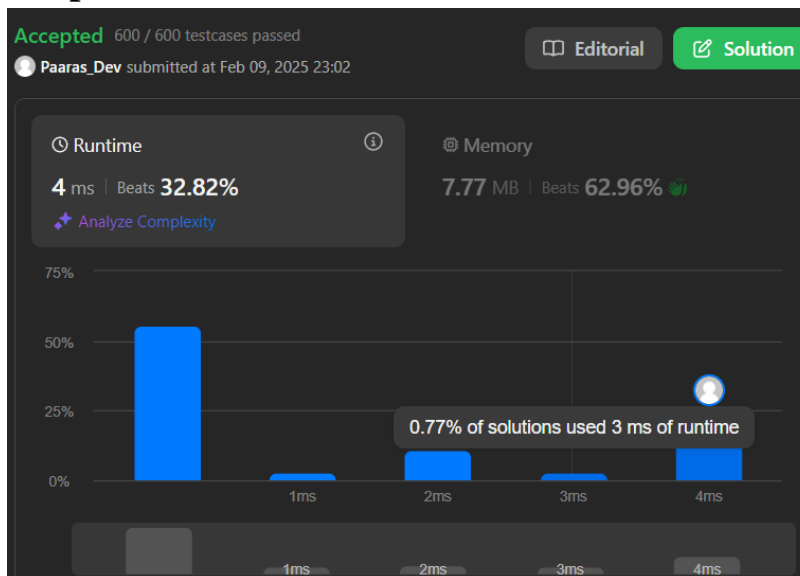 Accepted 600 / 600 testcases passed
Editorial
Solution
Paaras_Dev submitted at Feb 09, 2025 23:02
Runtime
Memory
4 ms | Beats 32.82%
7.77 MB | Beats 62.96%
Analyze Complexity
75%
50%
25%
0.77% of solutions used 3 ms of runtime
0%
1ms 2ms 3ms 4ms
1ms 2ms 3ms 4ms